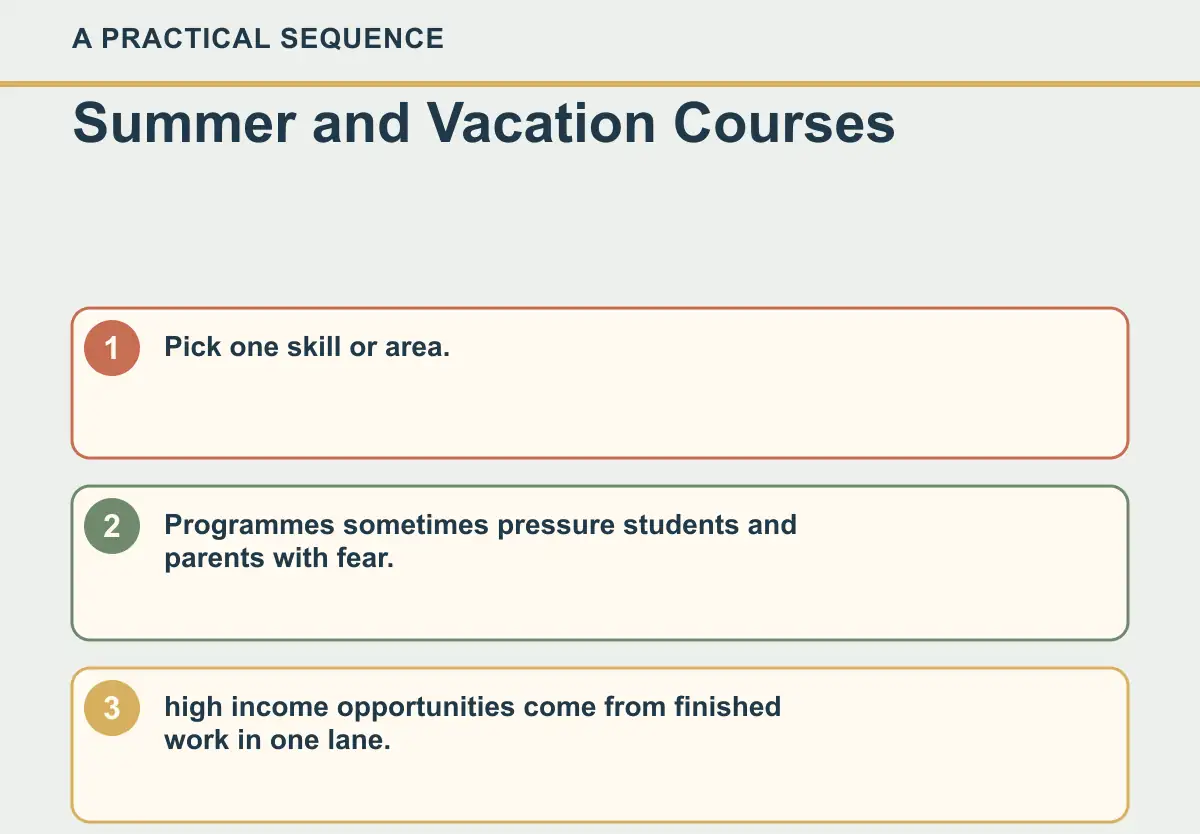 A PRACTICAL SEQUENCE
Summer and Vacation Courses
1
Pick one skill or area.
2
Programmes sometimes pressure students and
parents with fear.
3
high income opportunities come from finished
work in one lane.